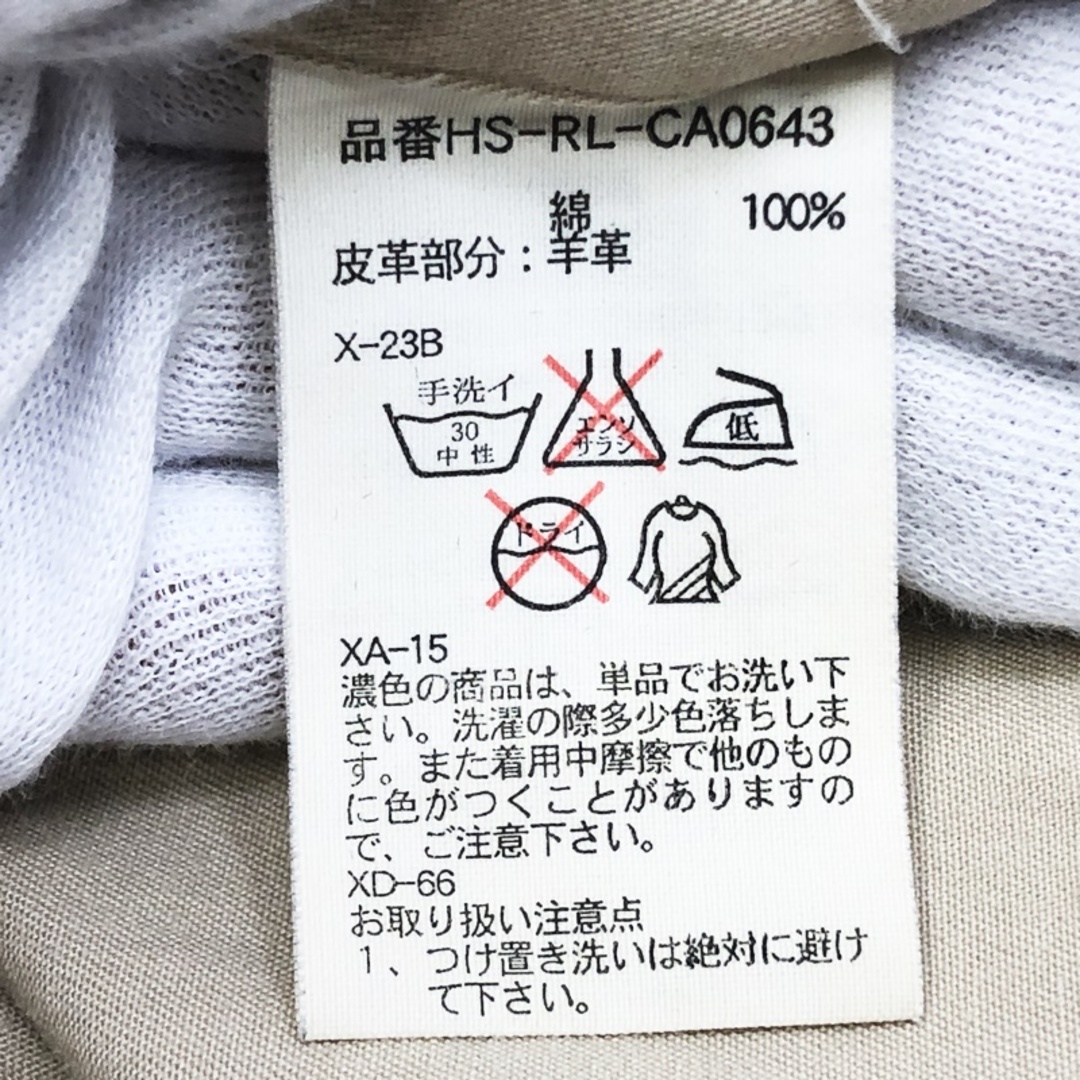 品番HS-RL-CA0643
綿 100%
皮革部分：羊革
X-23B
手洗イ
30
中性
エンソ
サラシ
低
ドライ
XA-15
濃色の商品は、単品でお洗い下
さい。洗濯の際多少色落ちしま
す。また着用中摩擦で他のもの
に色がつくことがありますの
で、ご注意下さい。
XD-66
お取り扱い注意点
1、つけ置き洗いは絶対に避け
て下さい。